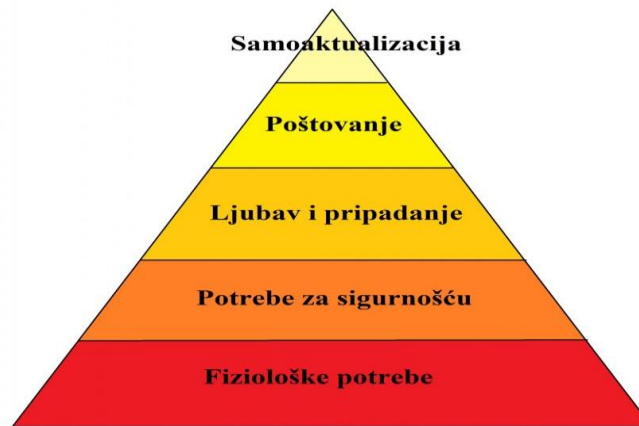 Samoaktualizacija
Poštovanje
Ljubav i pripadanje
Potrebe za sigurnošću
Fiziološke potrebe